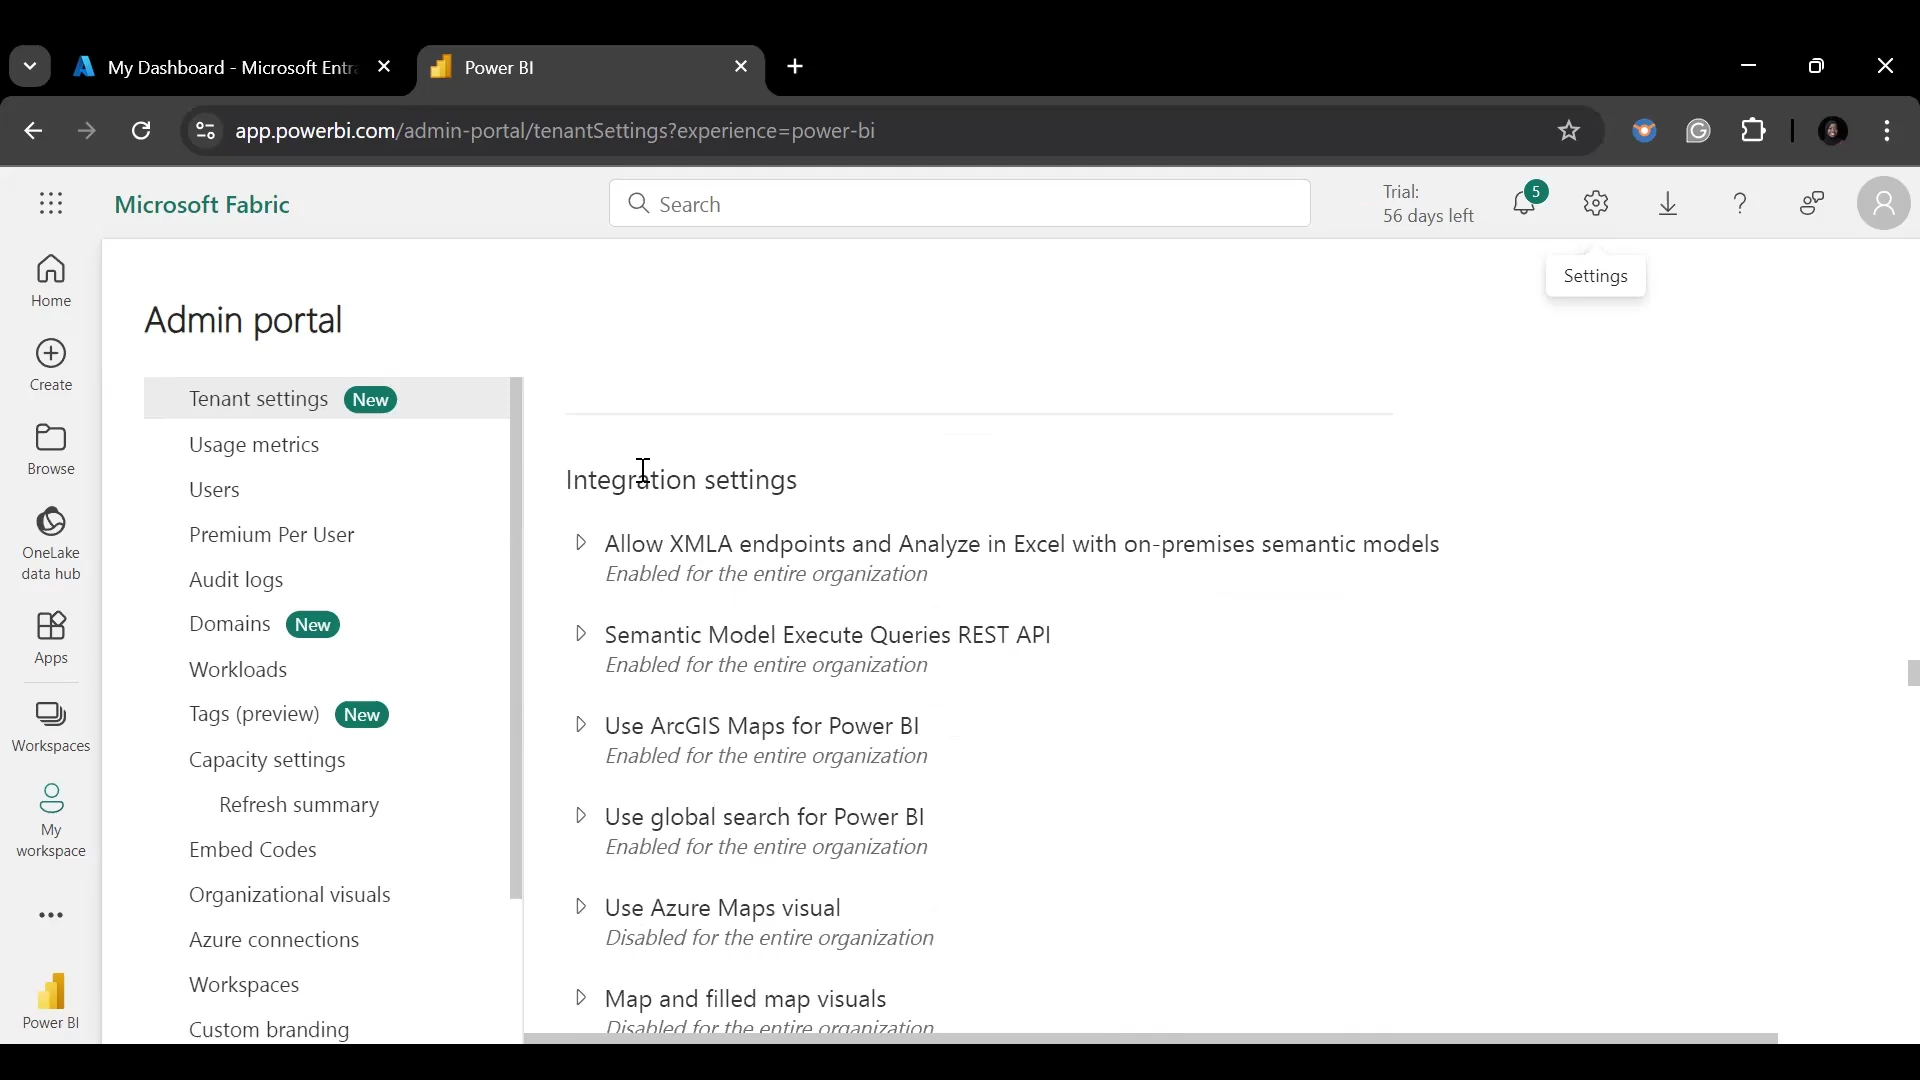 My Dashboard - Microsoft Entr
Power BI
app.powerbi.com/admin-portal/tenantSettings?experience=power-bi
Microsoft Fabric
Search
Trial:
56 days left
5
Settings
Home
Create
Browse
OneLake
data hub
Apps
Workspaces
My
workspace
Power BI
Admin portal
Tenant settings New
Usage metrics
Users
Premium Per User
Audit logs
Domains New
Workloads
Tags (preview) New
Capacity settings
Refresh summary
Embed Codes
Organizational visuals
Azure connections
Workspaces
Custom branding
Integration settings
Allow XMLA endpoints and Analyze in Excel with on-premises semantic models
Enabled for the entire organization
Semantic Model Execute Queries REST API
Enabled for the entire organization
Use ArcGIS Maps for Power BI
Enabled for the entire organization
Use global search for Power BI
Enabled for the entire organization
Use Azure Maps visual
Disabled for the entire organization
Map and filled map visuals
Disabled for the entire organization